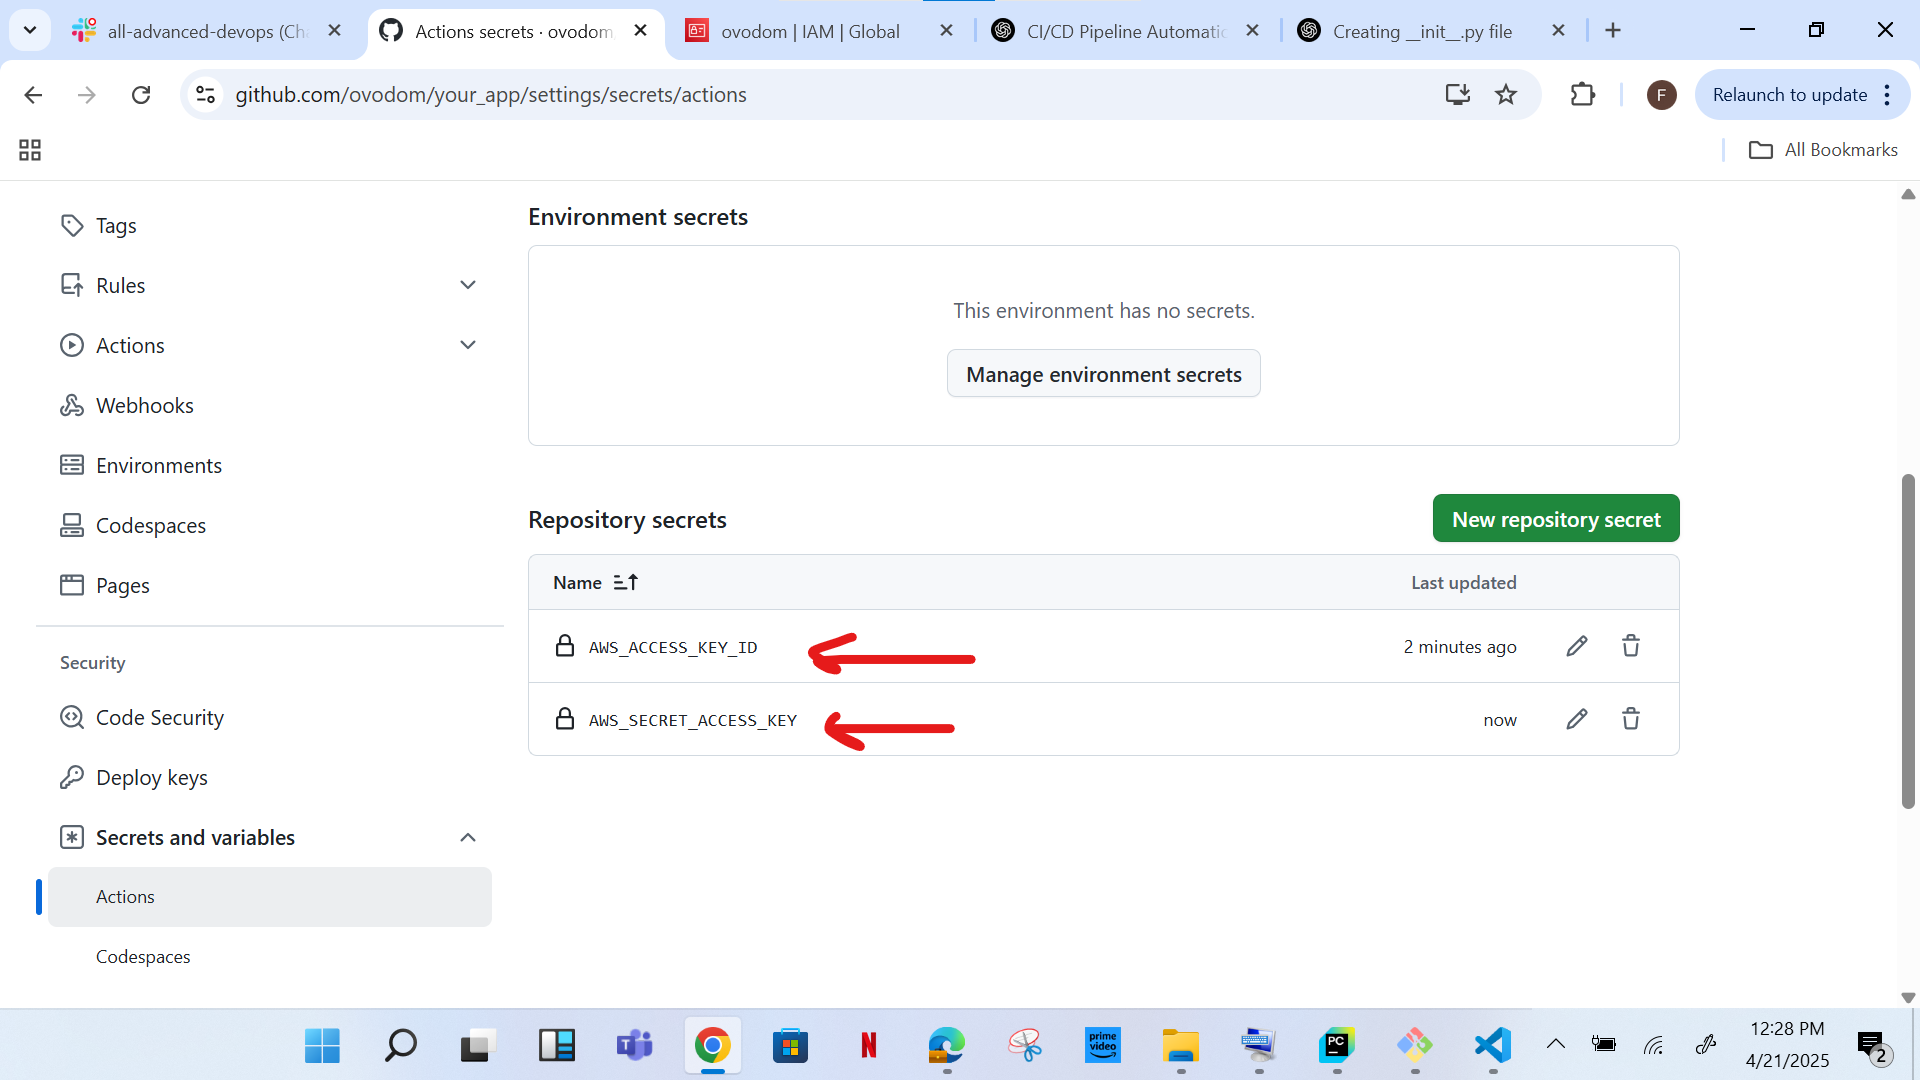 all-advanced-devops (Cha
Actions secrets · ovodom
ovodom | IAM | Global
CI/CD Pipeline Automatic
Creating __init__.py file
github.com/ovodom/your_app/settings/secrets/actions
F
Relaunch to update
All Bookmarks
Tags
Rules
Actions
Webhooks
Environments
Codespaces
Pages
Security
Code Security
Deploy keys
Secrets and variables
Actions
Codespaces
Environment secrets
This environment has no secrets.
Manage environment secrets
Repository secrets
New repository secret
Name
Last updated
AWS_ACCESS_KEY_ID
2 minutes ago
AWS_SECRET_ACCESS_KEY
now
N
prime
video
PC
12:28 PM
4/21/2025
2